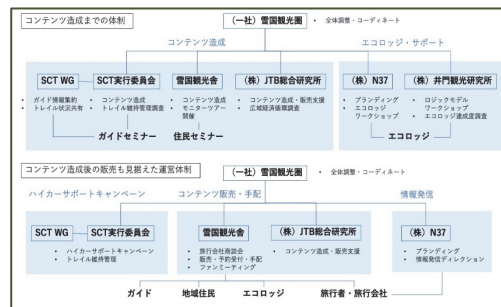 コンテンツ造成までの体制
(一社)雪国観光圏
・ 全体調整・コーディネート
コンテンツ造成
エコロッジ・サポート
SCT WG
SCT実行委員会
雪国観光舎
(株)JTB総合研究所
(株)N37
(株)井門観光研究所
・ ガイド情報集約
・ トレイル状況共有
・ コンテンツ造成
・ トレイル維持管理調査
・ コンテンツ造成
・ モニターツアー
開催
・ コンテンツ造成・販売支援
・ 広域経済循環調査
・ ブランディング
・ エコロッジ
ワークショップ
・ ロジックモデル
ワークショップ
・ エコロッジ達成度調査
ガイドセミナー
住民セミナー
エコロッジ
コンテンツ造成後の販売も見据えた運営体制
(一社)雪国観光圏
・ 全体調整・コーディネート
ハイカーサポートキャンペーン
コンテンツ販売・手配
情報発信
SCT WG
SCT実行委員会
雪国観光舎
(株)JTB総合研究所
(株)N37
・ ハイカーサポートキャンペーン
・ トレイル維持管理
・ 旅行会社商談会
・ 販売・予約受付・手配
・ ファンミーティング
・ コンテンツ造成・販売支援
・ ブランディング
・ 情報発信ディレクション
ガイド
地域住民
エコロッジ
旅行者・旅行会社